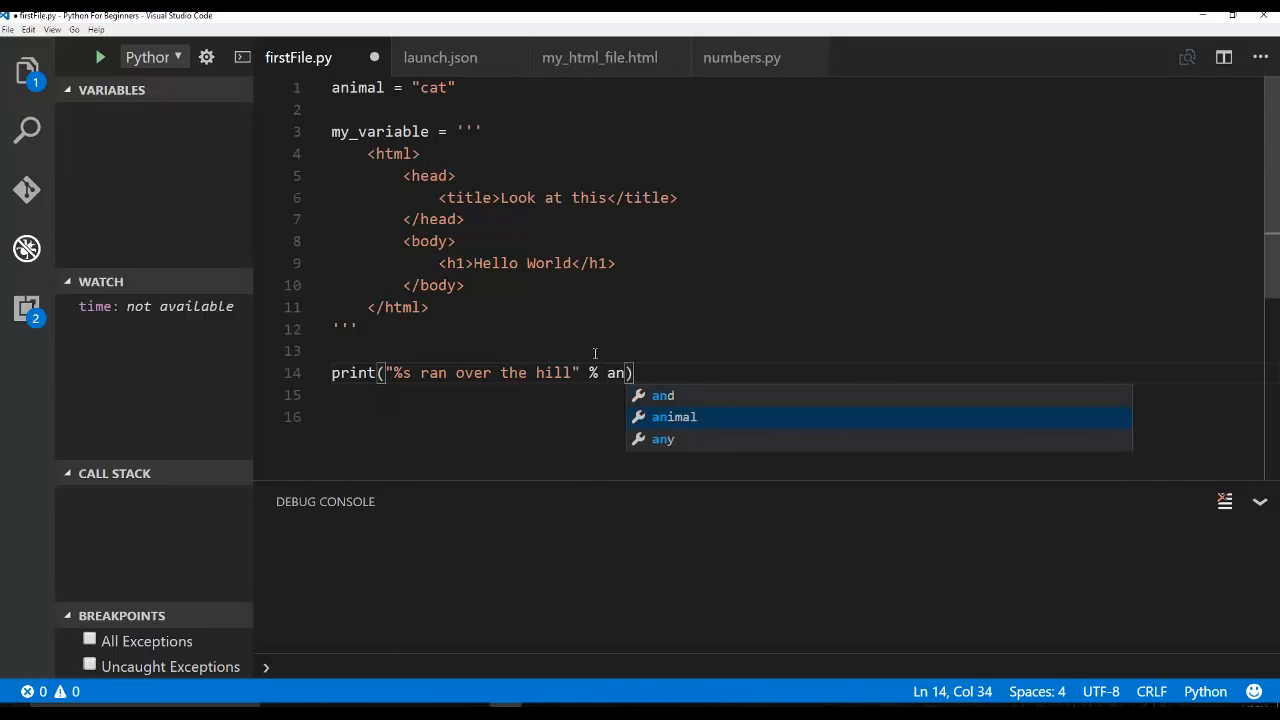 ● firstFile.py - Python For Beginners - Visual Studio Code
File Edit View Go Help
Python ▼
firstFile.py ● launch.json my_html_file.html numbers.py
VARIABLES
WATCH
time: not available
CALL STACK
BREAKPOINTS
All Exceptions
Uncaught Exceptions
1
2
1 animal = "cat"
2
3 my_variable = '''
4 <html>
5 <head>
6 <title>Look at this</title>
7 </head>
8 <body>
9 <h1>Hello World</h1>
10 </body>
11 </html>
12 '''
13
14 print("%s ran over the hill" % an)
15
16
and
animal
any
DEBUG CONSOLE
›
0 0
Ln 14, Col 34 Spaces: 4 UTF-8 CRLF Python